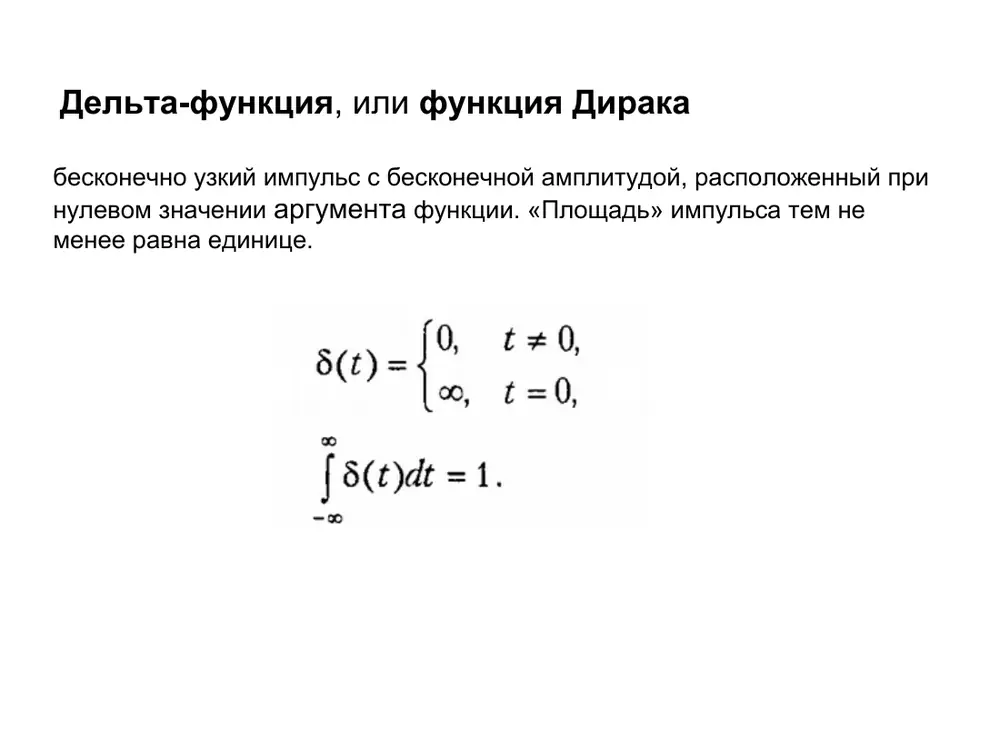 Дельта-функция, или функция Дирака
бесконечно узкий импульс с бесконечной амплитудой, расположенный при
нулевом значении аргумента функции. «Площадь» импульса тем не
менее равна единице.
δ(t) = {0, t ≠ 0,
∞, t = 0,
∞
∫ δ(t)dt = 1.
−∞